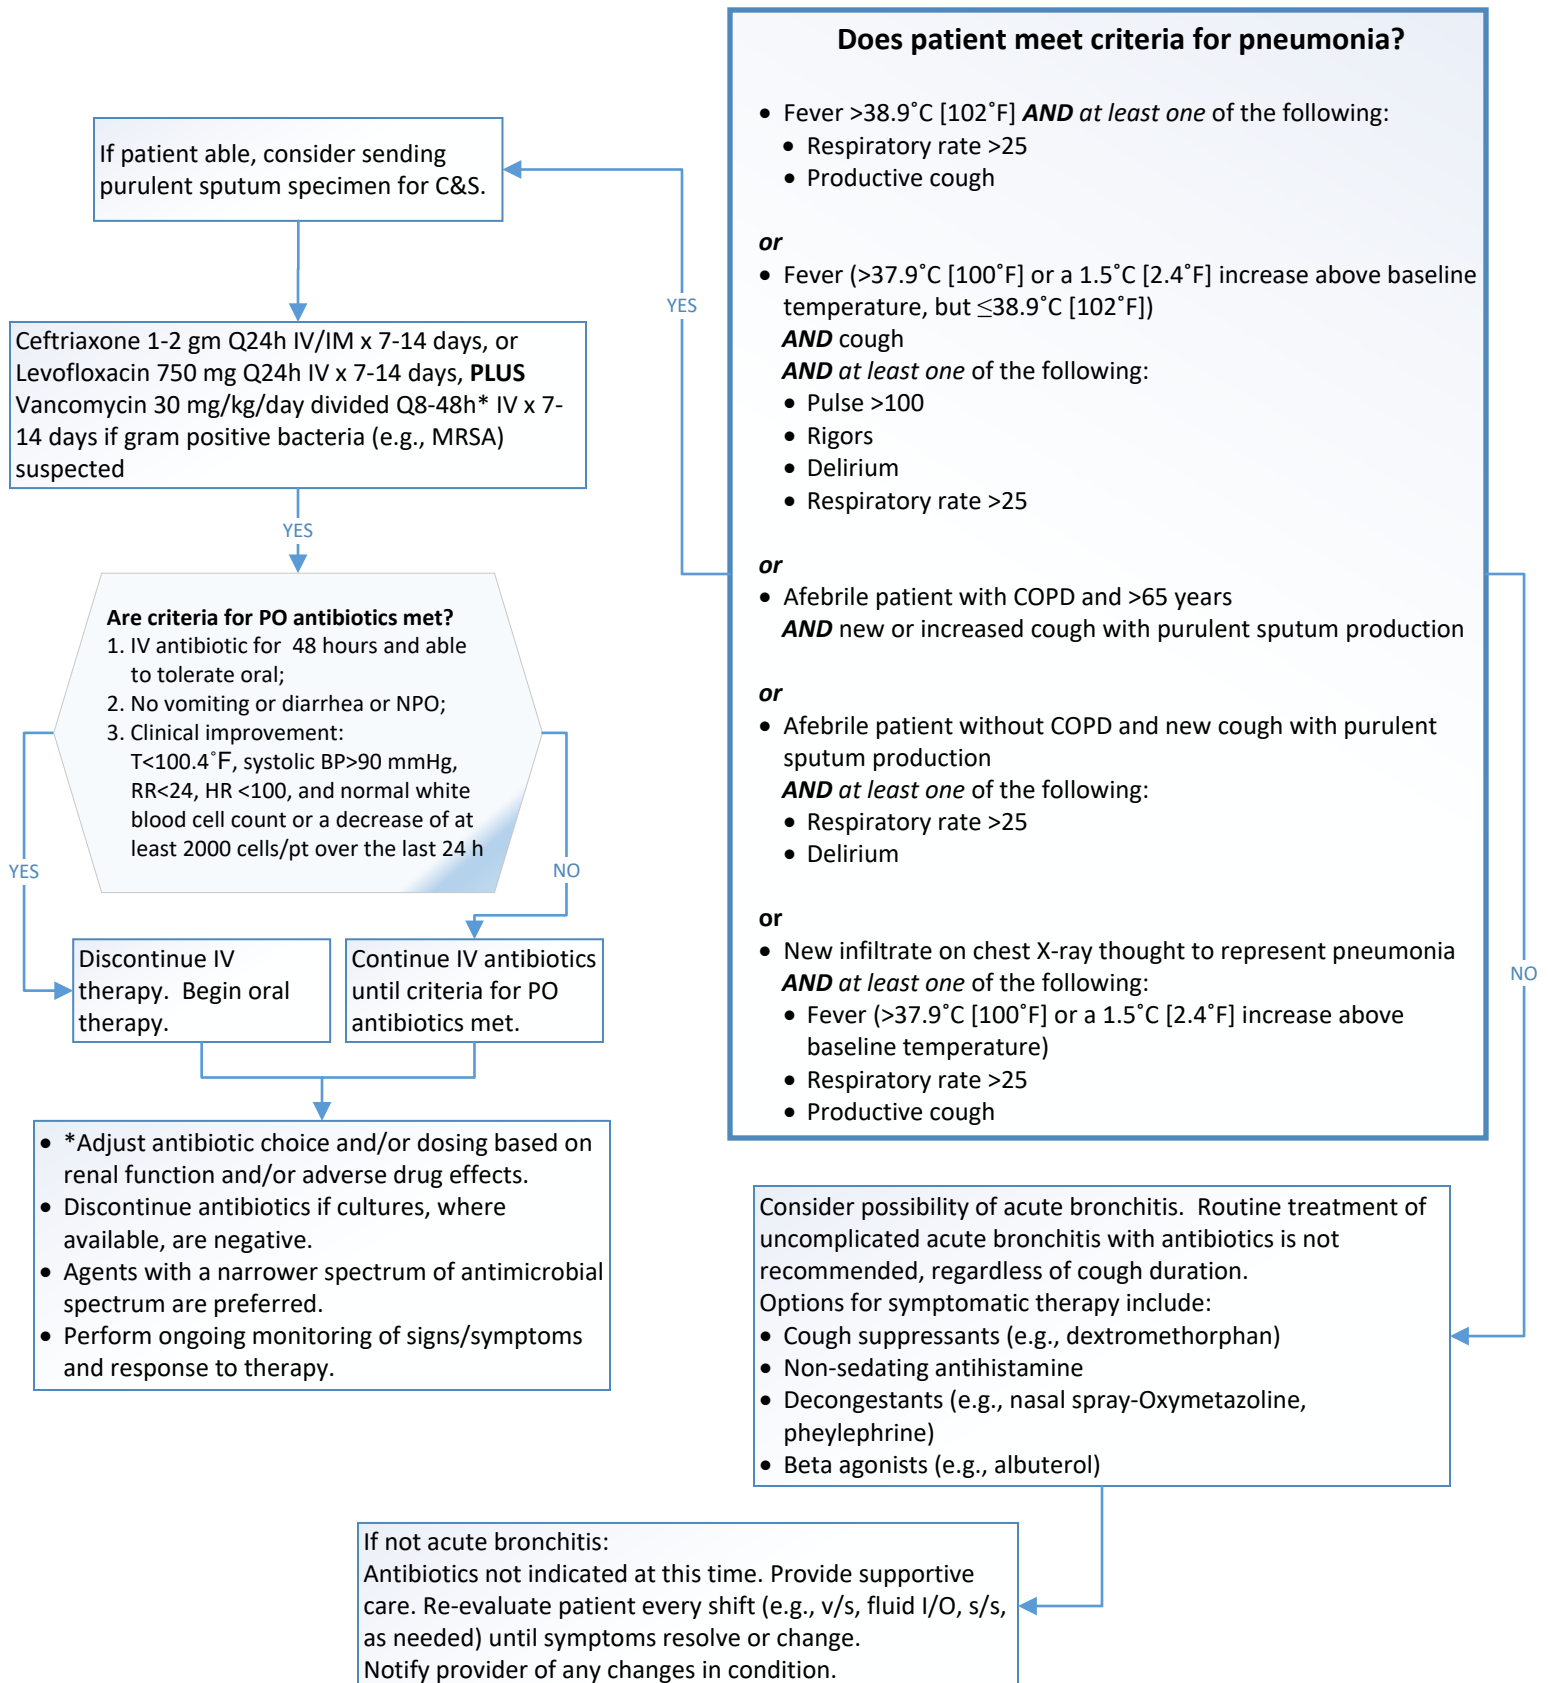 Does patient meet criteria for pneumonia?
• Fever >38.9˚C [102˚F] AND at least one of the following:
• Respiratory rate >25
• Productive cough
or
• Fever (>37.9˚C [100˚F] or a 1.5˚C [2.4˚F] increase above baseline
temperature, but ≤38.9˚C [102˚F])
AND cough
AND at least one of the following:
• Pulse >100
• Rigors
• Delirium
• Respiratory rate >25
or
• Afebrile patient with COPD and >65 years
AND new or increased cough with purulent sputum production
or
• Afebrile patient without COPD and new cough with purulent
sputum production
AND at least one of the following:
• Respiratory rate >25
• Delirium
or
• New infiltrate on chest X-ray thought to represent pneumonia
AND at least one of the following:
• Fever (>37.9˚C [100˚F] or a 1.5˚C [2.4˚F] increase above
baseline temperature)
• Respiratory rate >25
• Productive cough
YES
If patient able, consider sending
purulent sputum specimen for C&S.
Ceftriaxone 1-2 gm Q24h IV/IM x 7-14 days, or
Levofloxacin 750 mg Q24h IV x 7-14 days, PLUS
Vancomycin 30 mg/kg/day divided Q8-48h* IV x 7-
14 days if gram positive bacteria (e.g., MRSA)
suspected
YES
Are criteria for PO antibiotics met?
1. IV antibiotic for 48 hours and able
to tolerate oral;
2. No vomiting or diarrhea or NPO;
3. Clinical improvement:
T<100.4˚F, systolic BP>90 mmHg,
RR<24, HR <100, and normal white
blood cell count or a decrease of at
least 2000 cells/pt over the last 24 h
YES
NO
Discontinue IV
therapy. Begin oral
therapy.
Continue IV antibiotics
until criteria for PO
antibiotics met.
• *Adjust antibiotic choice and/or dosing based on
renal function and/or adverse drug effects.
• Discontinue antibiotics if cultures, where
available, are negative.
• Agents with a narrower spectrum of antimicrobial
spectrum are preferred.
• Perform ongoing monitoring of signs/symptoms
and response to therapy.
NO
Consider possibility of acute bronchitis. Routine treatment of
uncomplicated acute bronchitis with antibiotics is not
recommended, regardless of cough duration.
Options for symptomatic therapy include:
• Cough suppressants (e.g., dextromethorphan)
• Non-sedating antihistamine
• Decongestants (e.g., nasal spray-Oxymetazoline,
pheylephrine)
• Beta agonists (e.g., albuterol)
If not acute bronchitis:
Antibiotics not indicated at this time. Provide supportive
care. Re-evaluate patient every shift (e.g., v/s, fluid I/O, s/s,
as needed) until symptoms resolve or change.
Notify provider of any changes in condition.